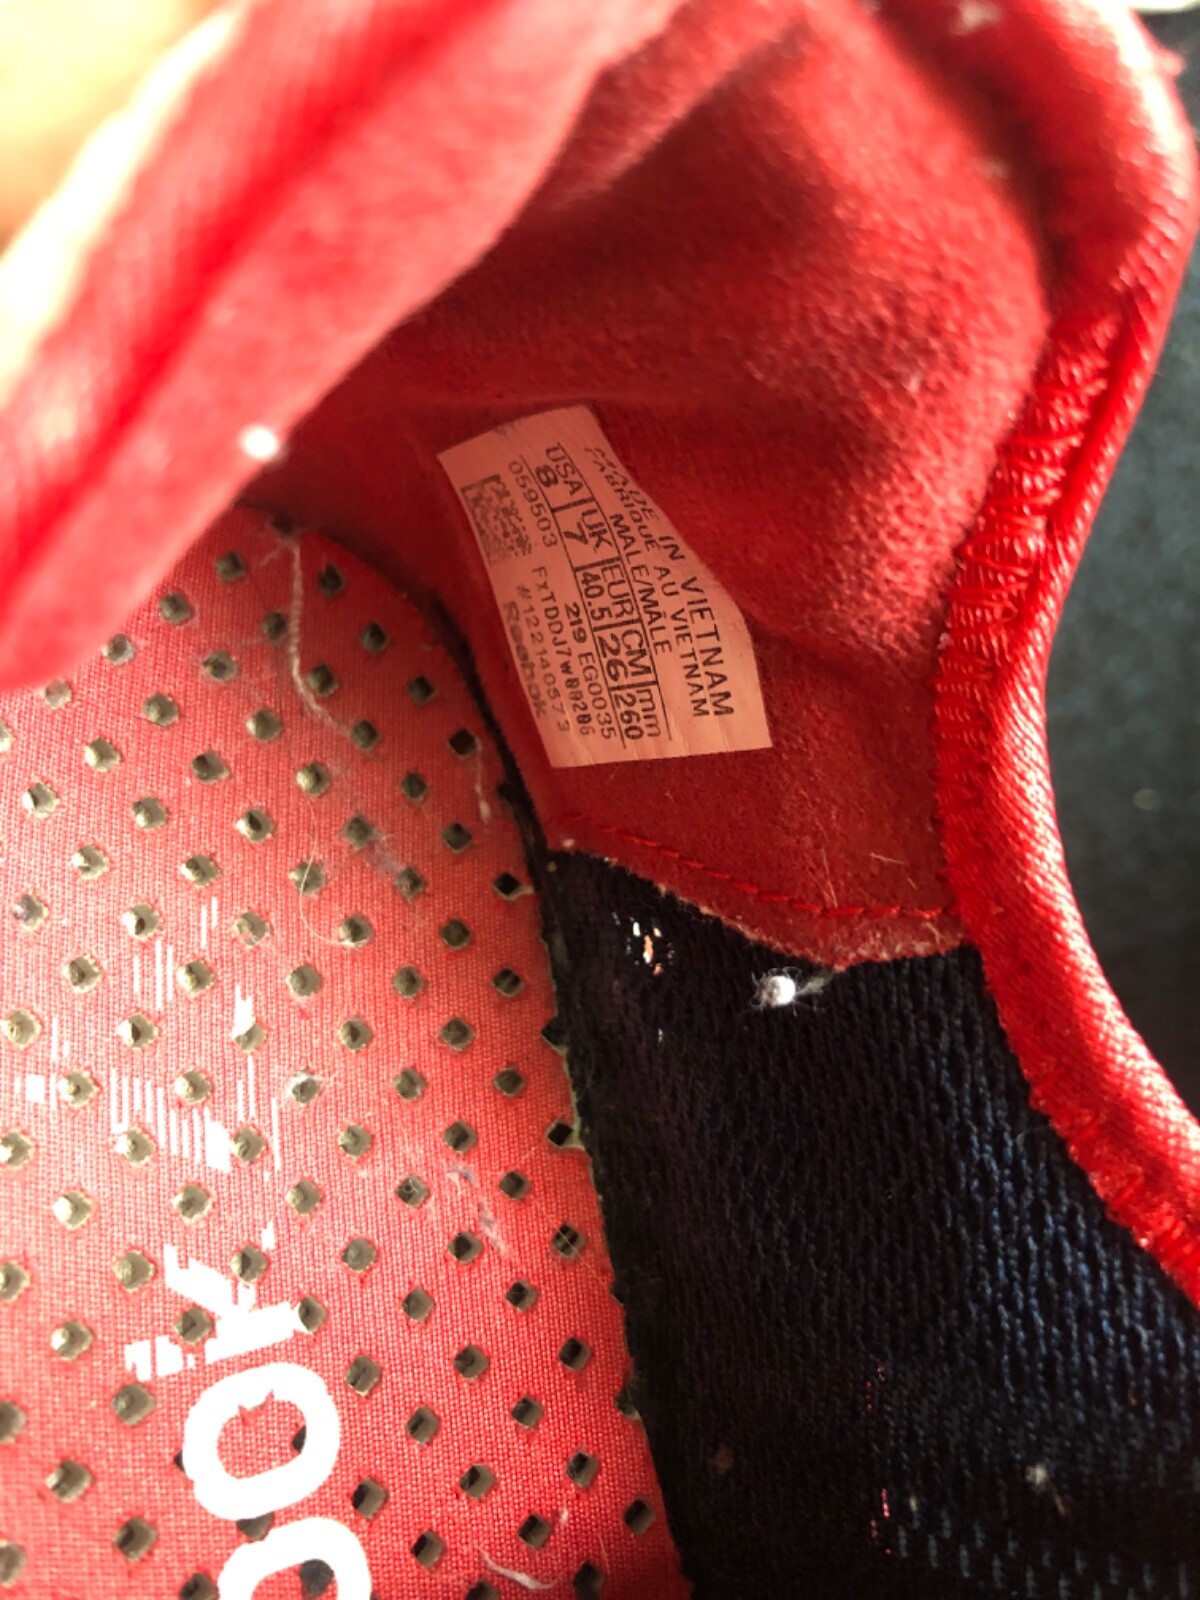 MADE IN VIETNAM
FABRIQUÉ AU VIETNAM
MALE/MÂLE
USA UK EUR CM mm
8 7 40.5 26 260
059503 219 EG0035
#122140573
Reebok
ok